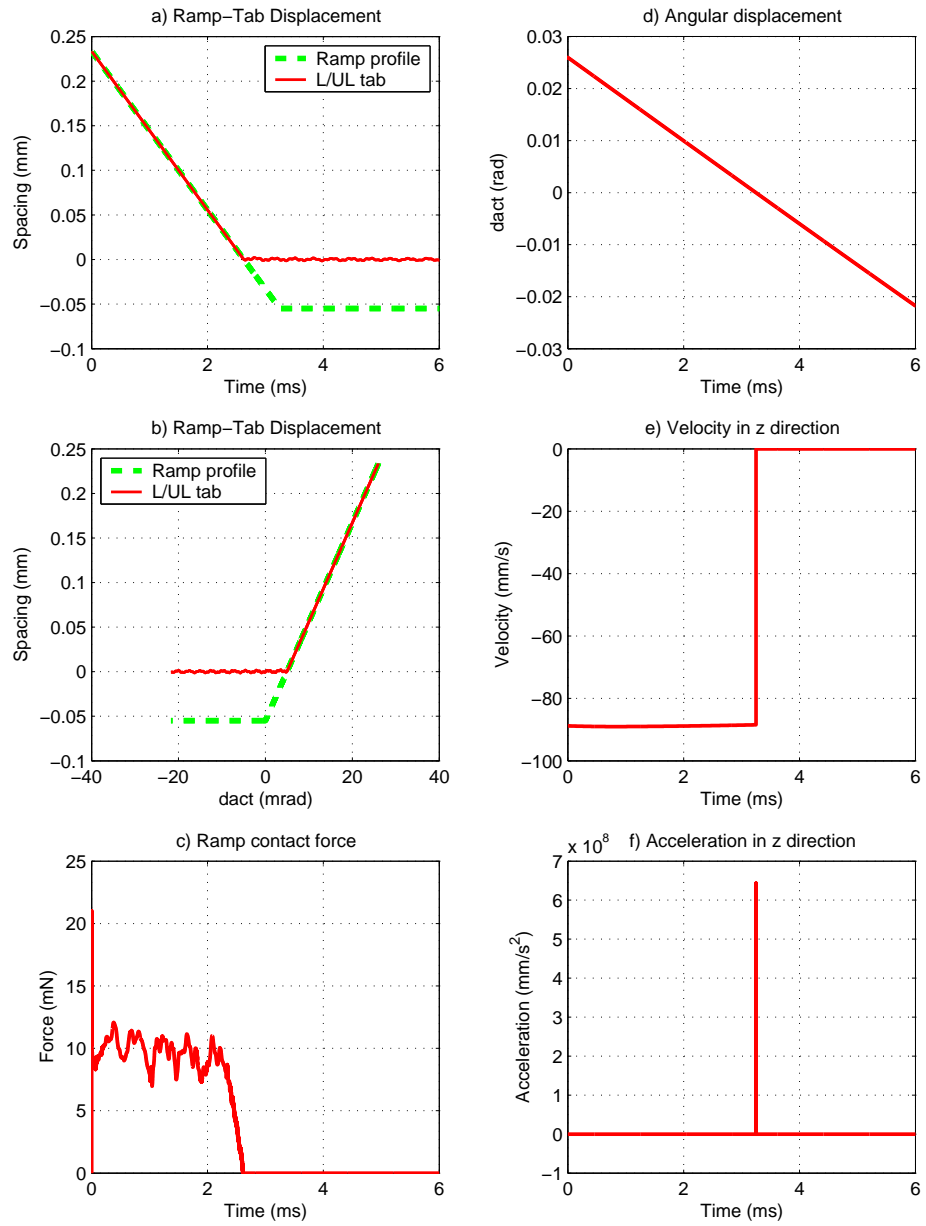 a) Ramp−Tab Displacement
0.25
0.2
0.15
0.1
0.05
0
−0.05
−0.1
Spacing (mm)
Ramp profile
L/UL tab
0 2 4 6
Time (ms)
d) Angular displacement
0.03
0.02
0.01
0
−0.01
−0.02
−0.03
dact (rad)
0 2 4 6
Time (ms)
b) Ramp−Tab Displacement
0.25
0.2
0.15
0.1
0.05
0
−0.05
−0.1
Spacing (mm)
Ramp profile
L/UL tab
−40 −20 0 20 40
dact (mrad)
e) Velocity in z direction
0
−20
−40
−60
−80
−100
Velocity (mm/s)
0 2 4 6
Time (ms)
c) Ramp contact force
25
20
15
10
5
0
Force (mN)
0 2 4 6
Time (ms)
f) Acceleration in z direction
x 10⁸
7
6
5
4
3
2
1
0
−1
Acceleration (mm/s²)
0 2 4 6
Time (ms)